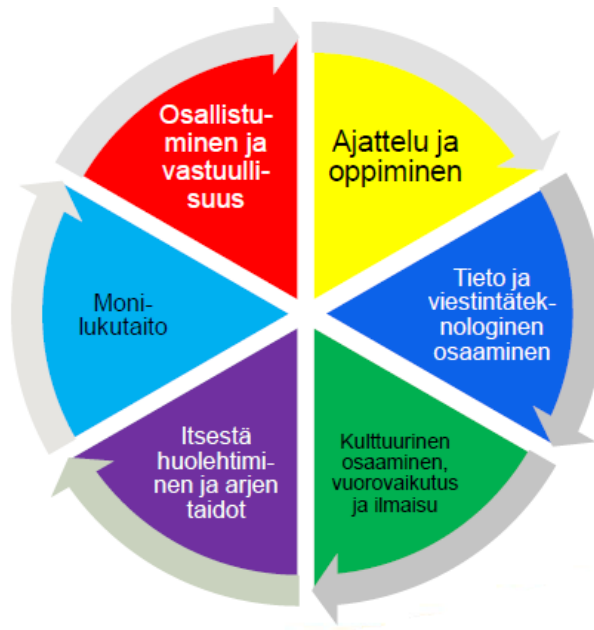 Osallistu-
minen ja
vastuulli-
suus
Ajattelu ja
oppiminen
Tieto ja
viestintätek-
nologinen
osaaminen
Kulttuurinen
osaaminen,
vuorovaikutus
ja ilmaisu
Itsestä
huolehtimi-
nen ja arjen
taidot
Moni-
lukutaito